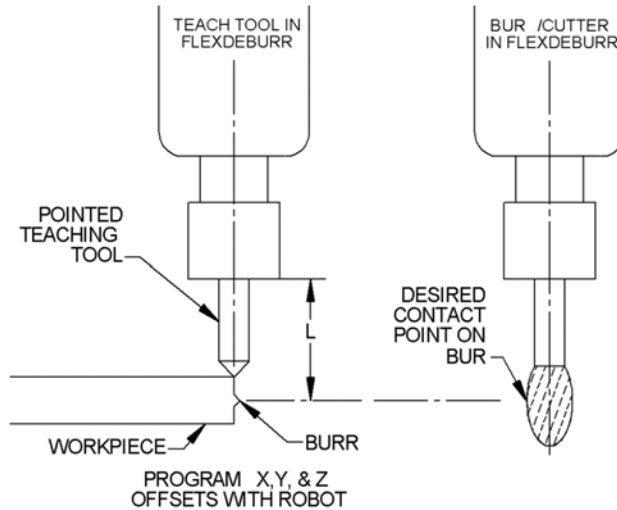 TEACH TOOL IN
FLEXDEBURR
BUR /CUTTER
IN FLEXDEBURR
POINTED
TEACHING
TOOL
L
DESIRED
CONTACT
POINT ON
BUR
WORKPIECE
BURR
PROGRAM X,Y, & Z
OFFSETS WITH ROBOT